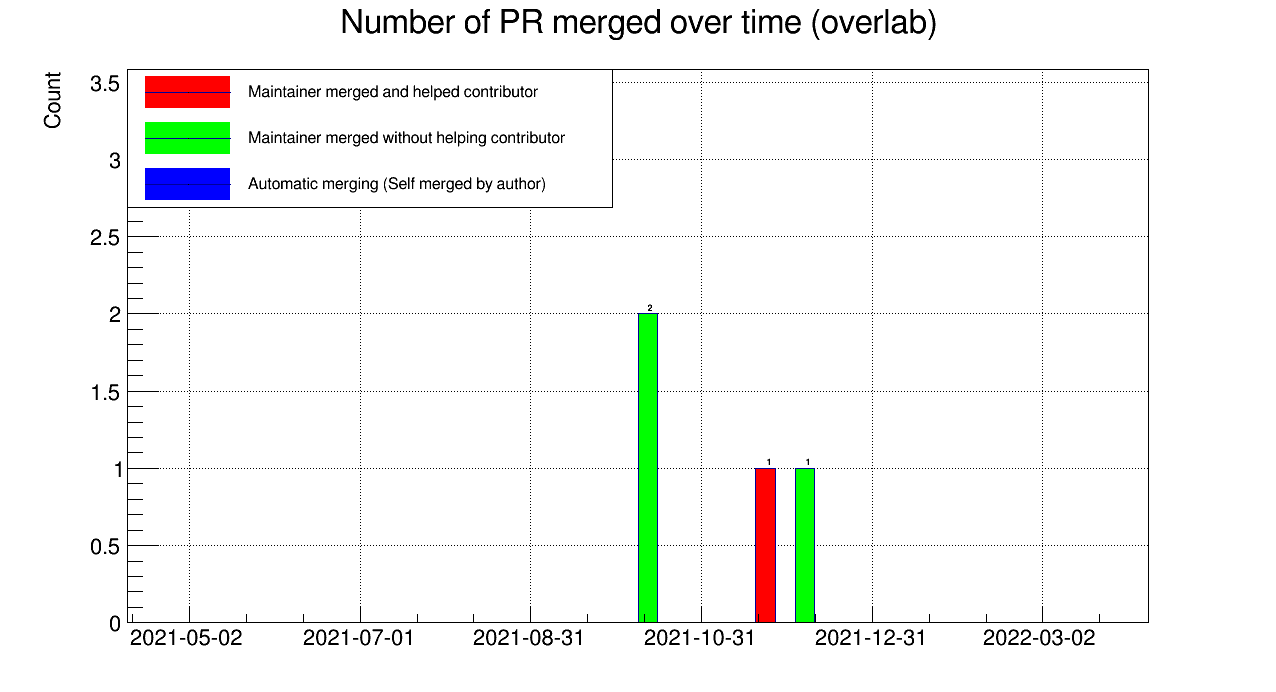 Number of PR merged over time (overlab)
Count
Maintainer merged and helped contributor
Maintainer merged without helping contributor
Automatic merging (Self merged by author)
3.5
3
2.5
2
1.5
1
0.5
0
2
1
1
2021-05-02 2021-07-01 2021-08-31 2021-10-31 2021-12-31 2022-03-02